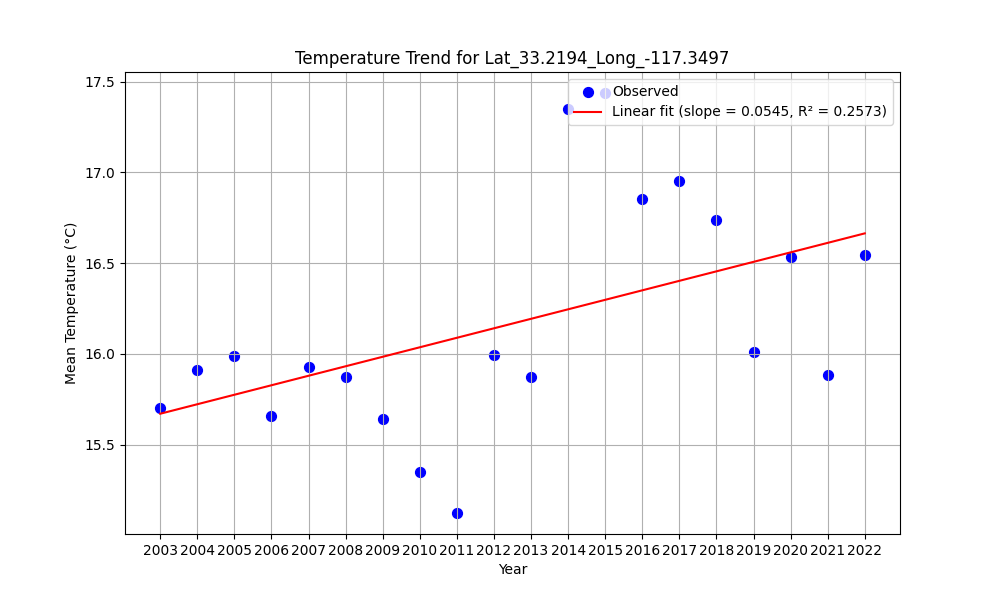 Temperature Trend for Lat_33.2194_Long_-117.3497
Observed
Linear fit (slope = 0.0545, R² = 0.2573)
Mean Temperature (°C)
17.5
17.0
16.5
16.0
15.5
2003 2004 2005 2006 2007 2008 2009 2010 2011 2012 2013 2014 2015 2016 2017 2018 2019 2020 2021 2022
Year